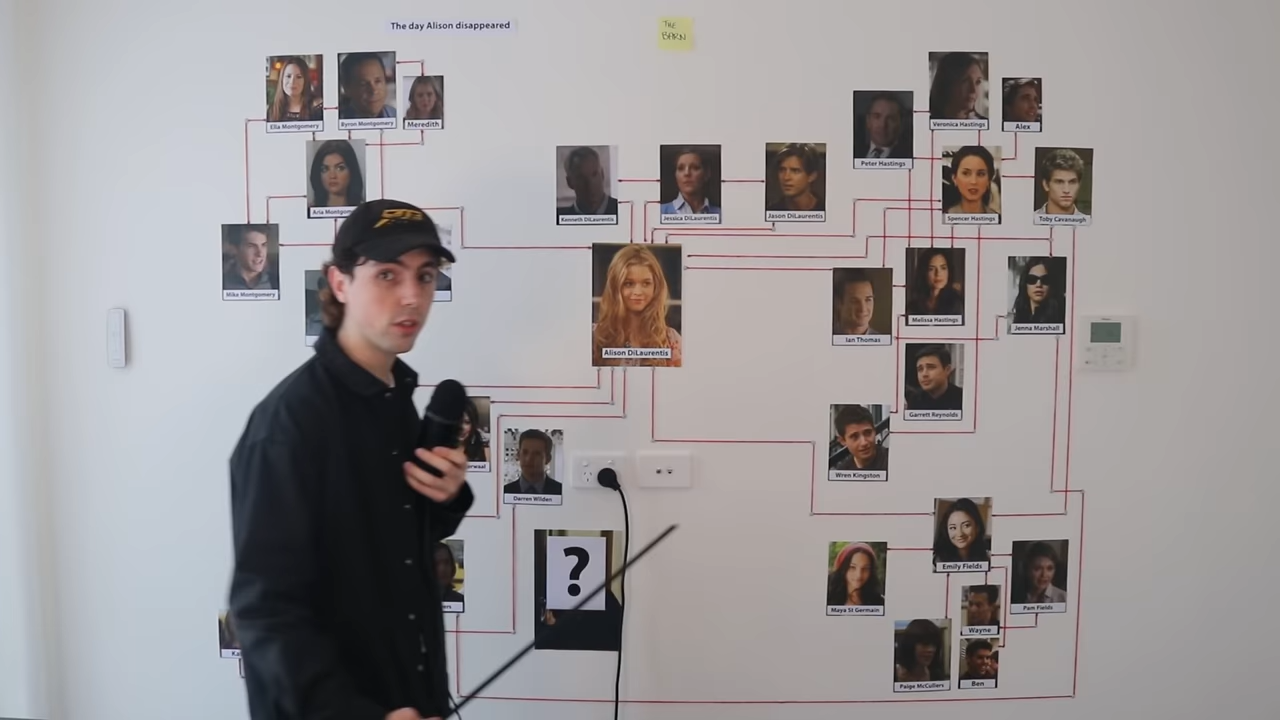 The day Alison disappeared
THE
BARN
Ella Montgomery
Byron Montgomery
Meredith
Veronica Hastings
Alex
Peter Hastings
Aria Montgom
Kenneth DiLaurentis
Jessica DiLaurentis
Jason DiLaurentis
Spencer Hastings
Toby Cavanaugh
Mike Montgomery
Alison DiLaurentis
Ian Thomas
Melissa Hastings
Jenna Marshall
Garrett Reynolds
Wren Kingston
Darren Wilden
?
Emily Fields
Maya St Germain
Pam Fields
Wayne
Paige McCullers
Ben